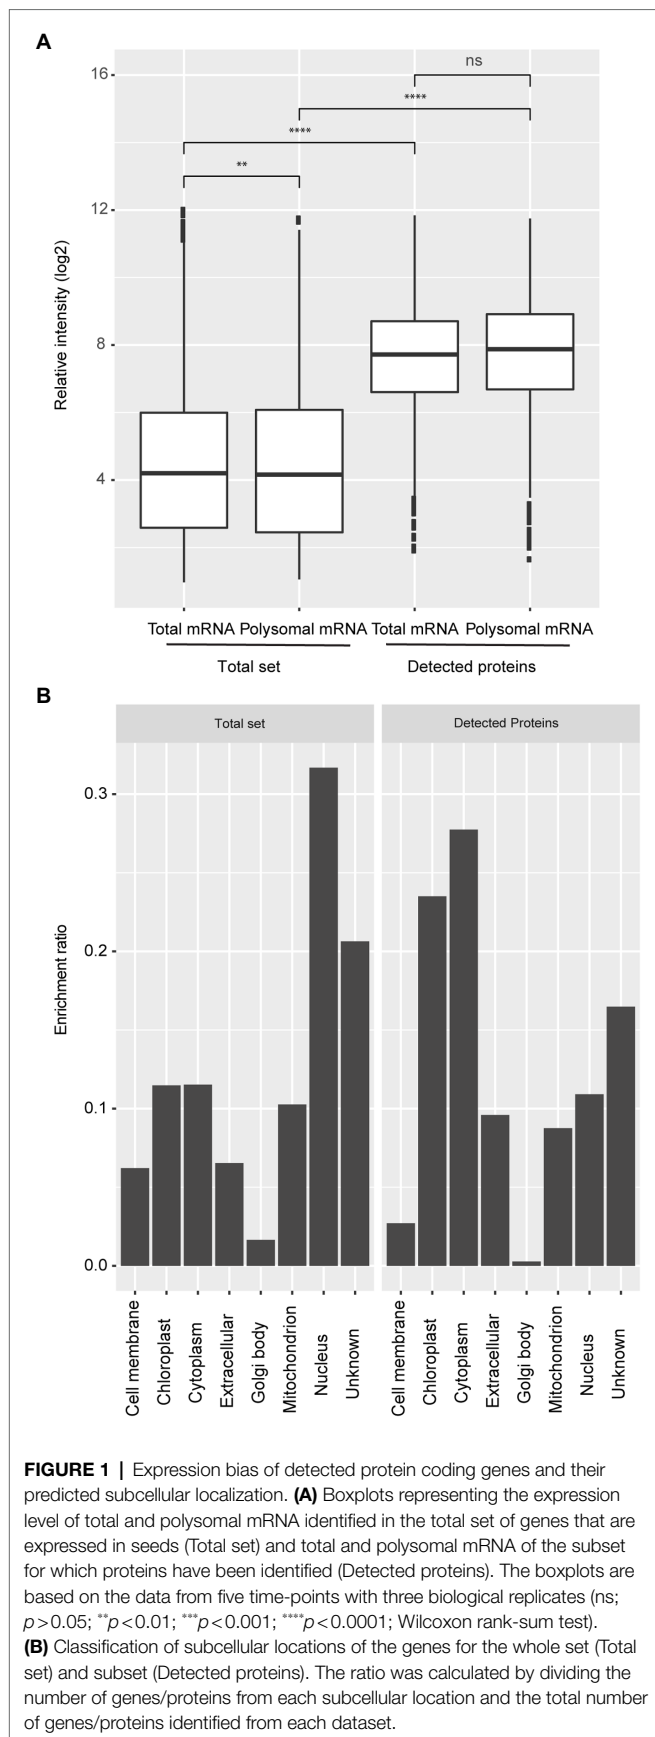 A
16
12
8
4
Relative intensity (log2)
ns
****
****
**
Total mRNA Polysomal mRNA Total mRNA Polysomal mRNA
Total set Detected proteins
B
Total set Detected Proteins
0.3
0.2
0.1
0.0
Enrichment ratio
Cell membrane
Chloroplast
Cytoplasm
Extracellular
Golgi body
Mitochondrion
Nucleus
Unknown
Cell membrane
Chloroplast
Cytoplasm
Extracellular
Golgi body
Mitochondrion
Nucleus
Unknown
FIGURE 1 | Expression bias of detected protein coding genes and their
predicted subcellular localization. (A) Boxplots representing the expression
level of total and polysomal mRNA identified in the total set of genes that are
expressed in seeds (Total set) and total and polysomal mRNA of the subset
for which proteins have been identified (Detected proteins). The boxplots are
based on the data from five time-points with three biological replicates (ns;
p>0.05; **p<0.01; ***p<0.001; ****p<0.0001; Wilcoxon rank-sum test).
(B) Classification of subcellular locations of the genes for the whole set (Total
set) and subset (Detected proteins). The ratio was calculated by dividing the
number of genes/proteins from each subcellular location and the total number
of genes/proteins identified from each dataset.